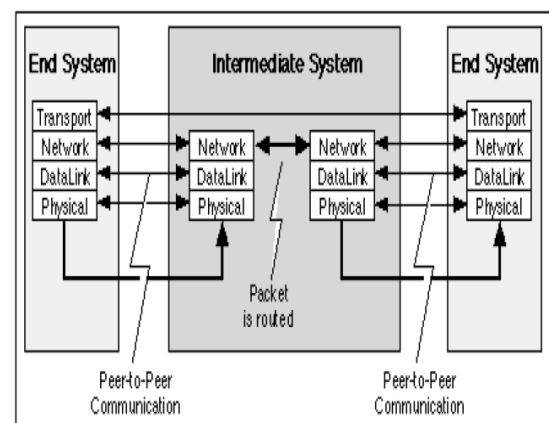 End System
Intermediate System
End System
Transport
Network
DataLink
Physical
Network
DataLink
Physical
Network
DataLink
Physical
Transport
Network
DataLink
Physical
Packet
is routed
Peer-to-Peer
Communication
Peer-to-Peer
Communication